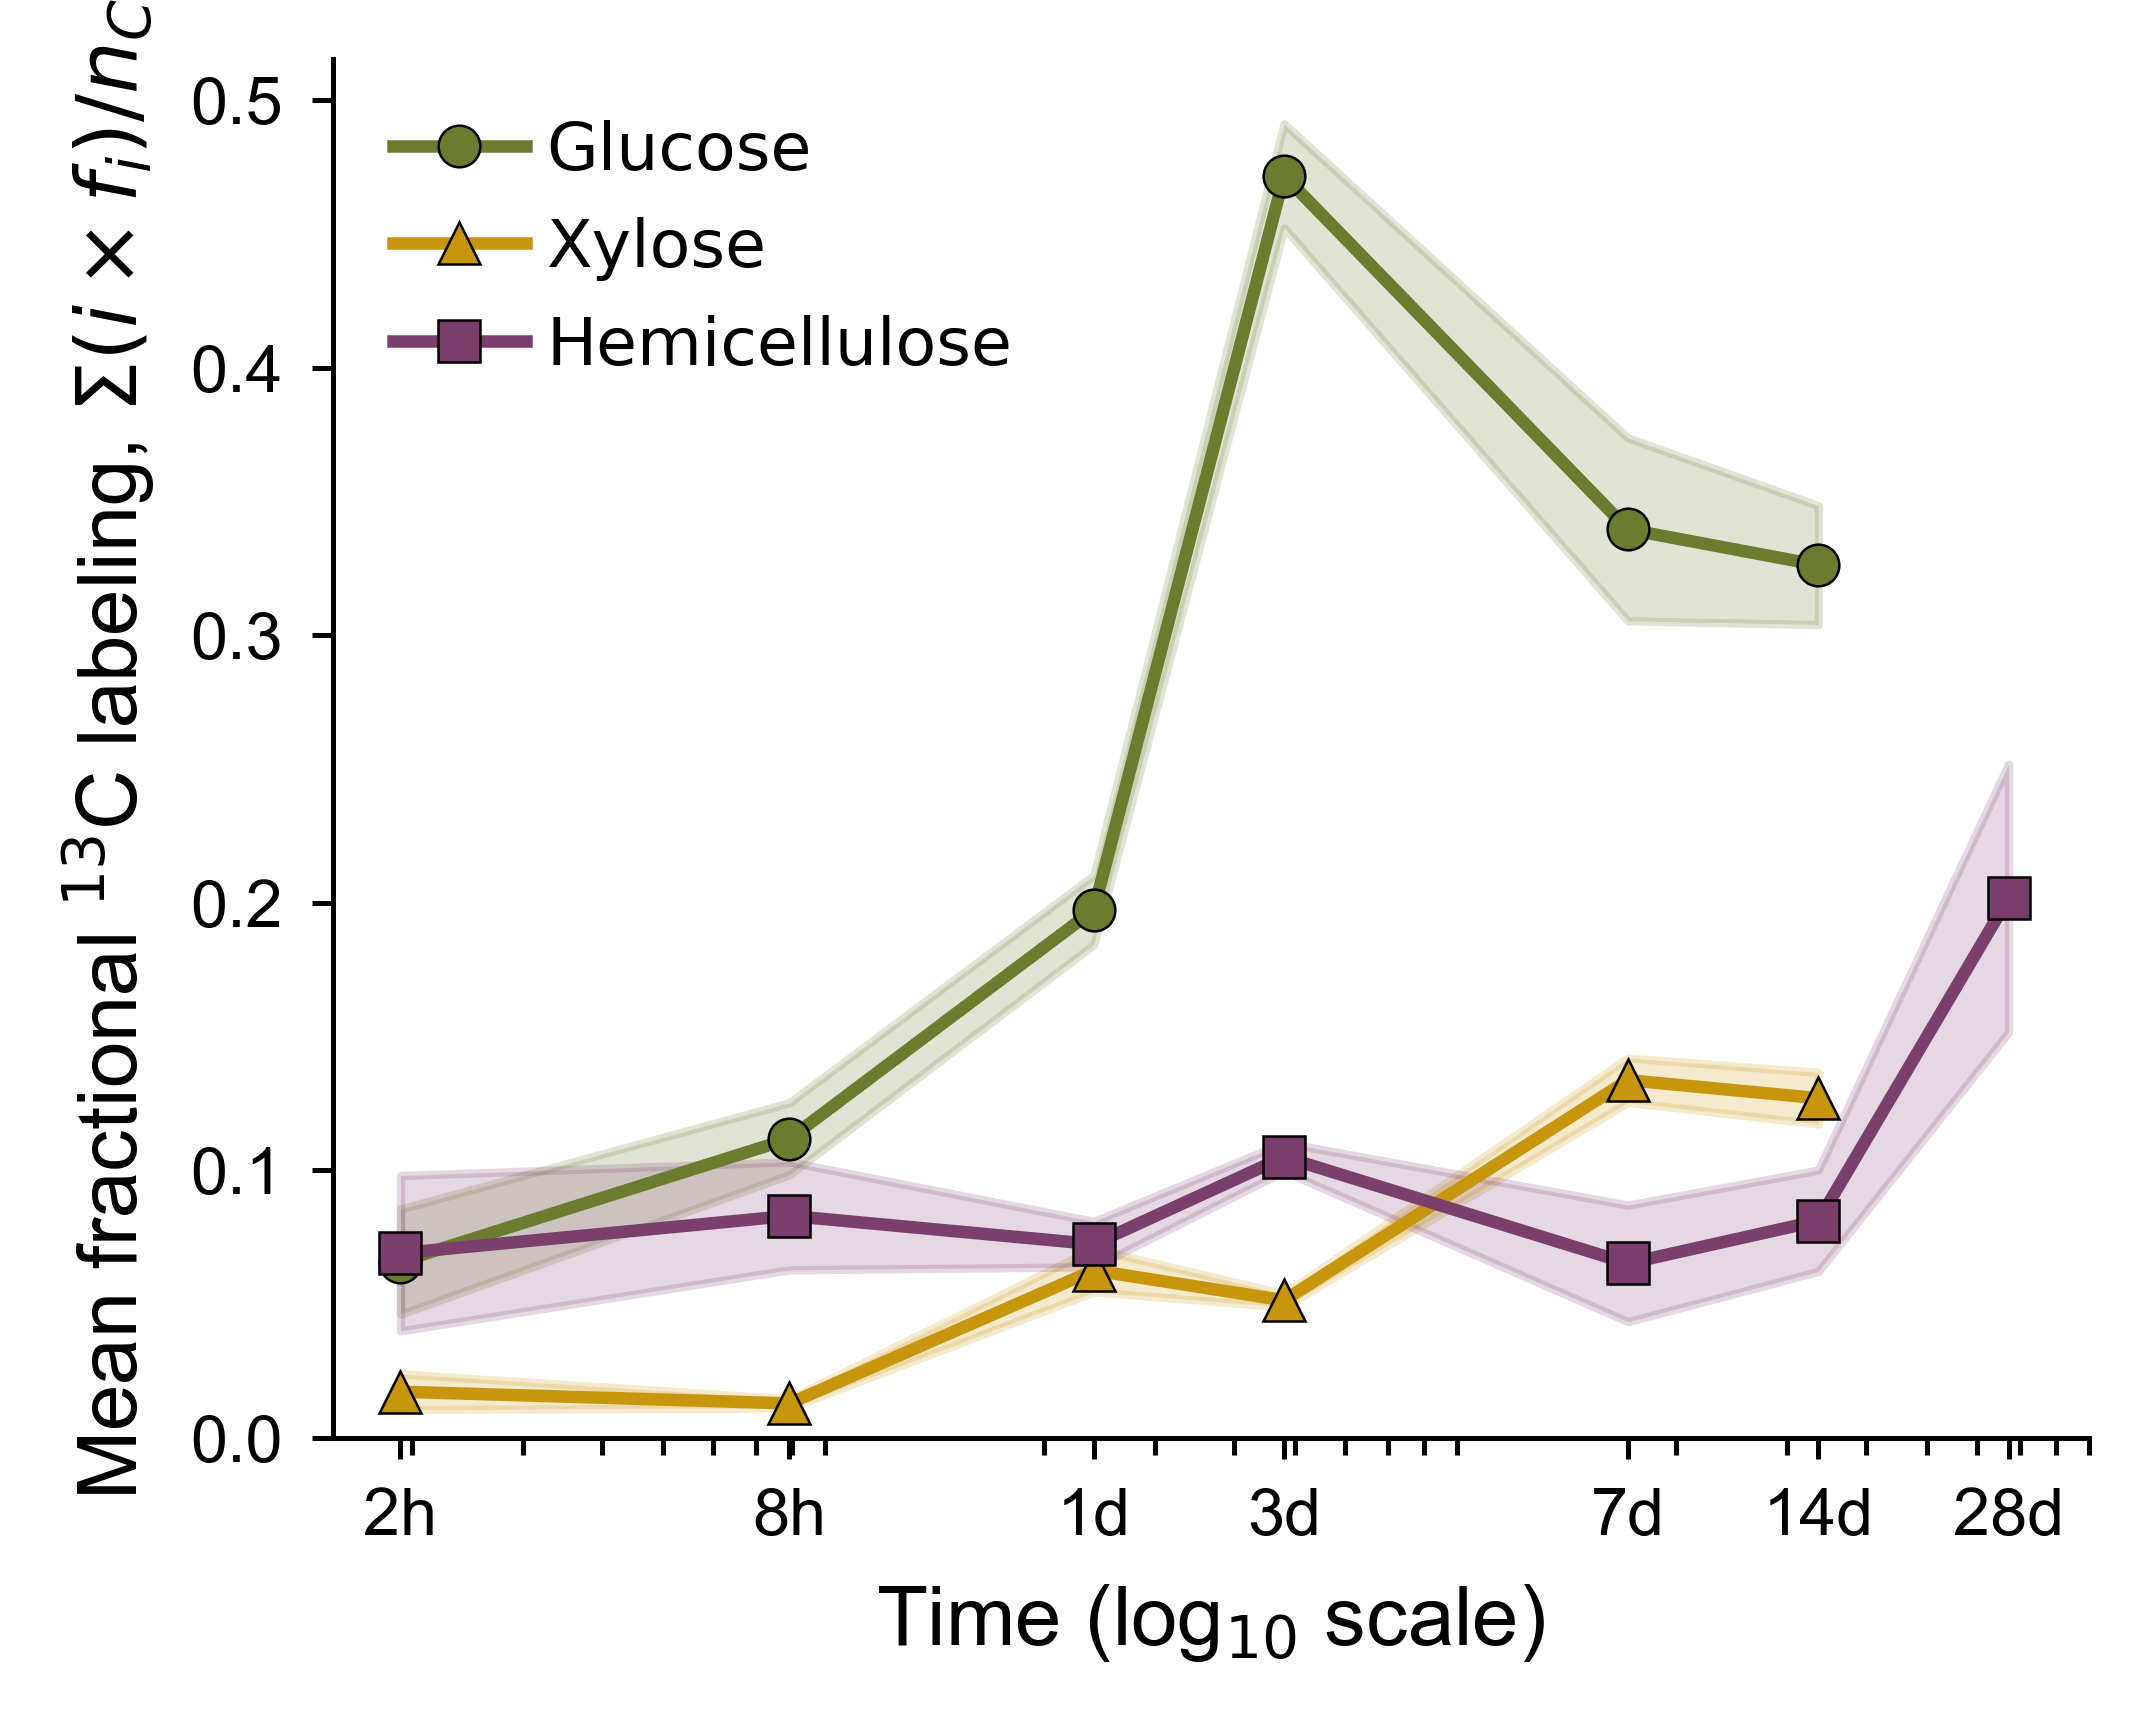 Mean fractional ¹³C labeling, Σ(i × fᵢ)/n_C
0.5
0.4
0.3
0.2
0.1
0.0
Glucose
Xylose
Hemicellulose
2h 8h 1d 3d 7d 14d 28d
Time (log₁₀ scale)